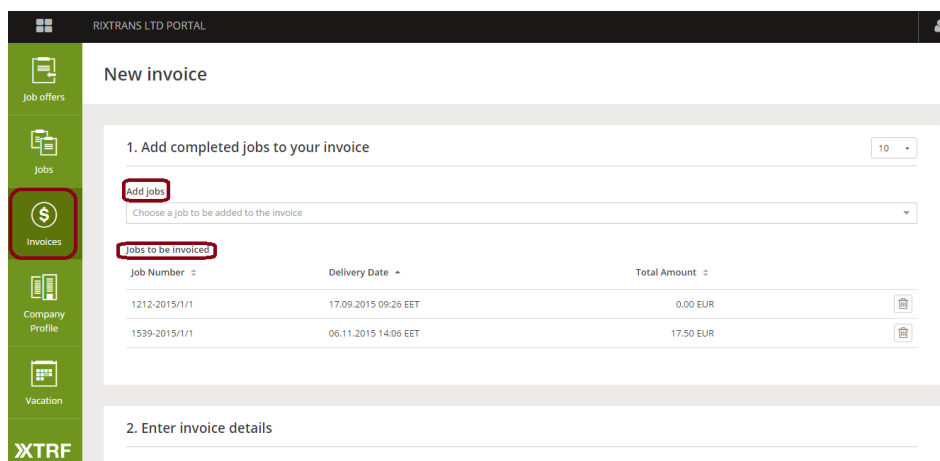 RIXTRANS LTD PORTAL
Job offers
New invoice
1. Add completed jobs to your invoice
10
Jobs
Add jobs
Choose a job to be added to the invoice
Invoices
Jobs to be invoiced
Job Number Delivery Date Total Amount
1212-2015/1/1 17.09.2015 09:26 EET 0.00 EUR
1539-2015/1/1 06.11.2015 14:06 EET 17.50 EUR
Company
Profile
Vacation
2. Enter invoice details
XTRF